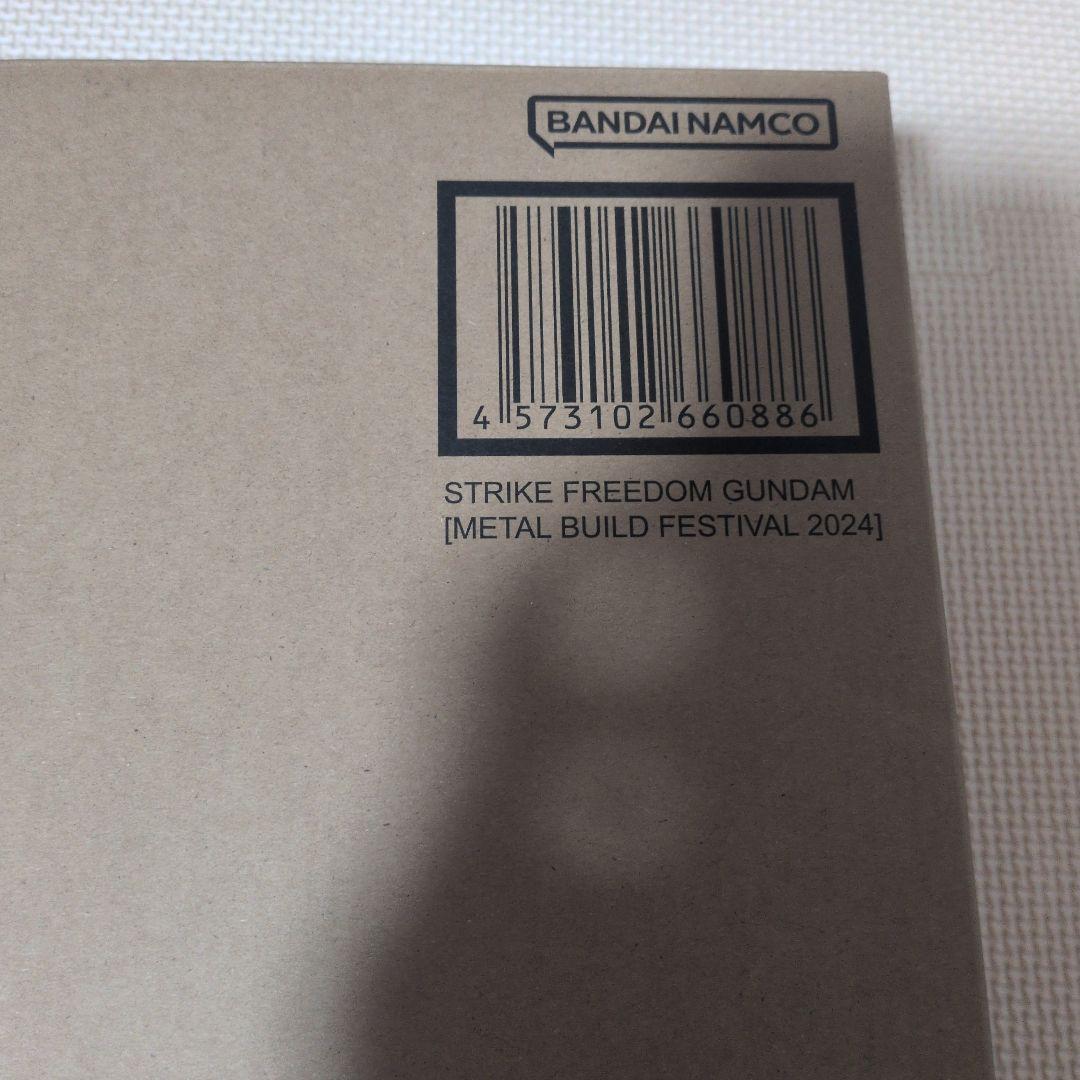 BANDAI NAMCO
4 573102 660886
STRIKE FREEDOM GUNDAM
[METAL BUILD FESTIVAL 2024]